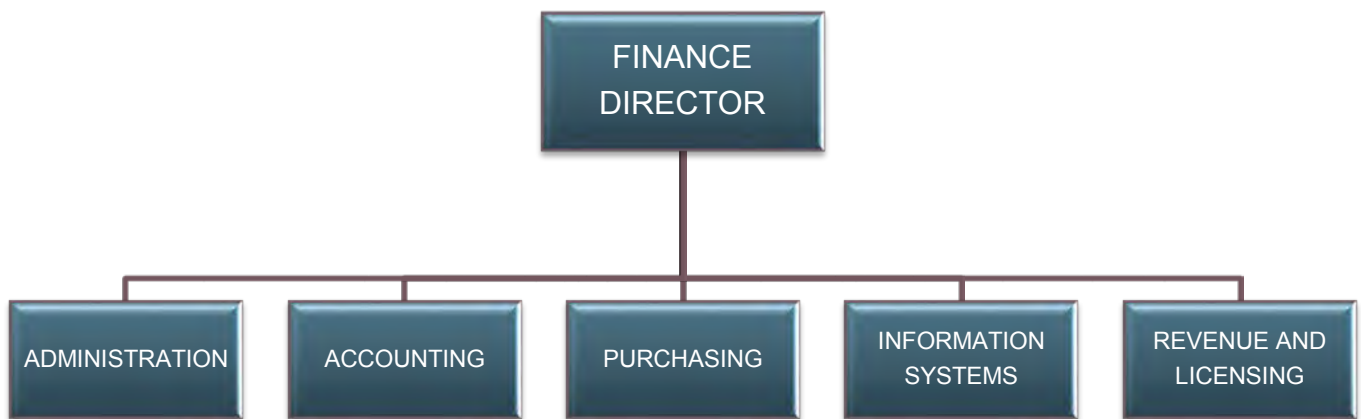 FINANCE
DIRECTOR
ADMINISTRATION
ACCOUNTING
PURCHASING
INFORMATION
SYSTEMS
REVENUE AND
LICENSING